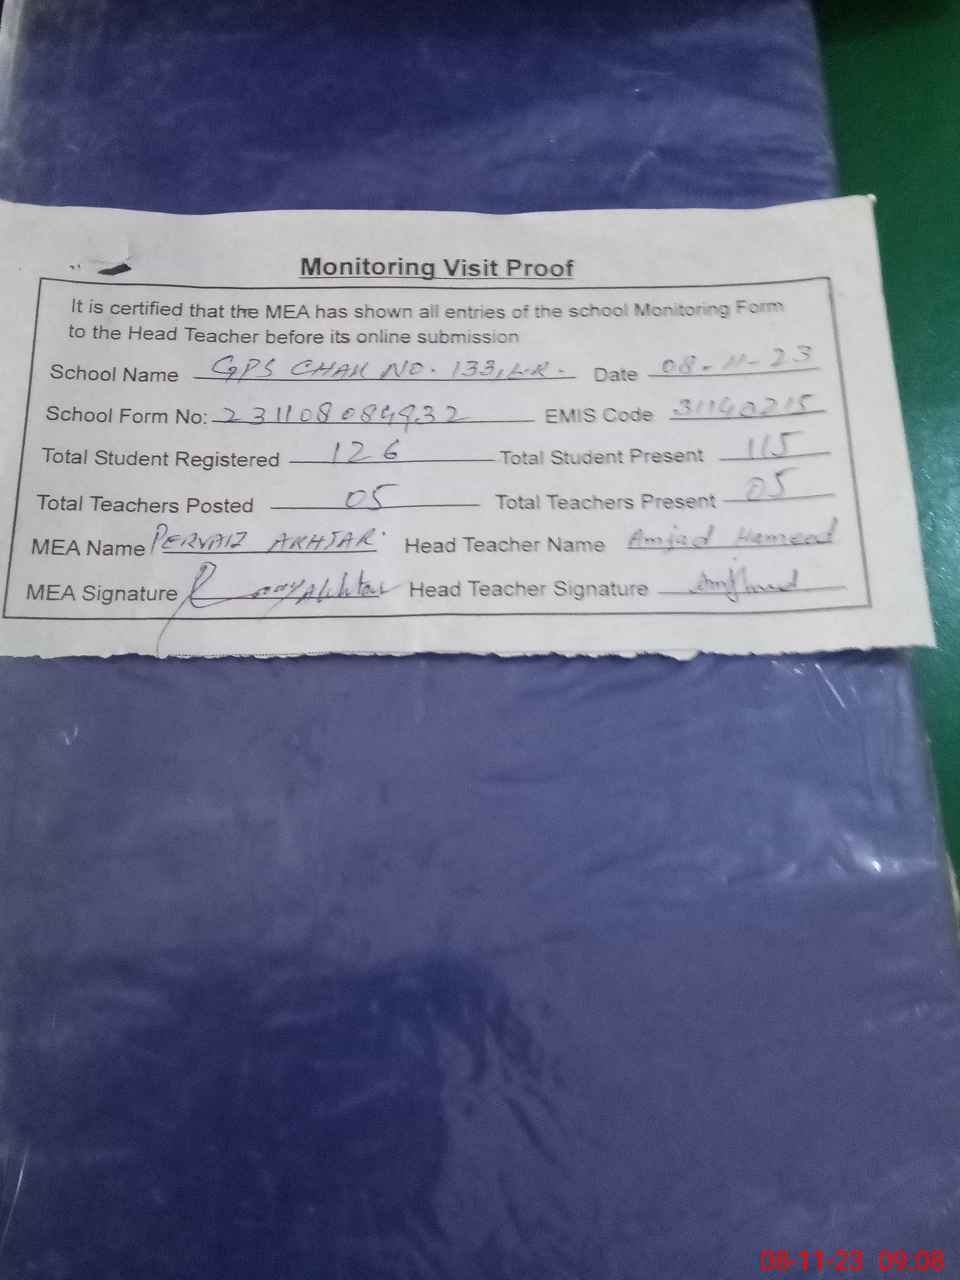 Monitoring Visit Proof
It is certified that the MEA has shown all entries of the school Monitoring Form
to the Head Teacher before its online submission
School Name GPS CHAK NO. 133, L.R. Date 08-11-23
School Form No: 231108084932 EMIS Code 31140215
Total Student Registered 126 Total Student Present 115
Total Teachers Posted 05 Total Teachers Present 05
MEA Name PERVAIZ AKHTAR. Head Teacher Name Amjad Hameed
MEA Signature Akhtar Head Teacher Signature
08-11-23 09:08